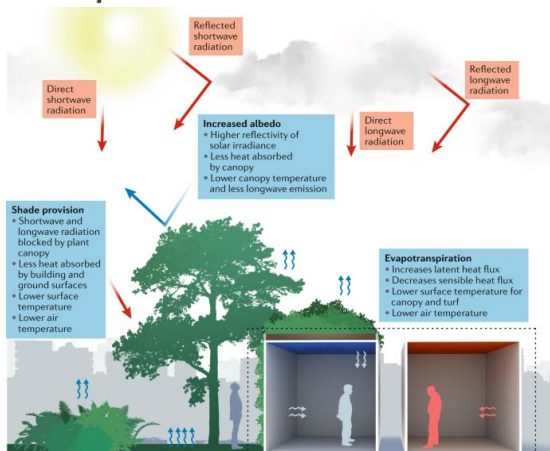 Reflected
shortwave
radiation
Reflected
longwave
radiation
Direct
shortwave
radiation
Direct
longwave
radiation
Increased albedo
• Higher reflectivity of
solar irradiance
• Less heat absorbed
by canopy
• Lower canopy temperature
and less longwave emission
Shade provision
• Shortwave and
longwave radiation
blocked by plant
canopy
• Less heat absorbed
by building and
ground surfaces
• Lower surface
temperature
• Lower air
temperature
Evapotranspiration
• Increases latent heat flux
• Decreases sensible heat flux
• Lower surface temperature for
canopy and turf
• Lower air temperature